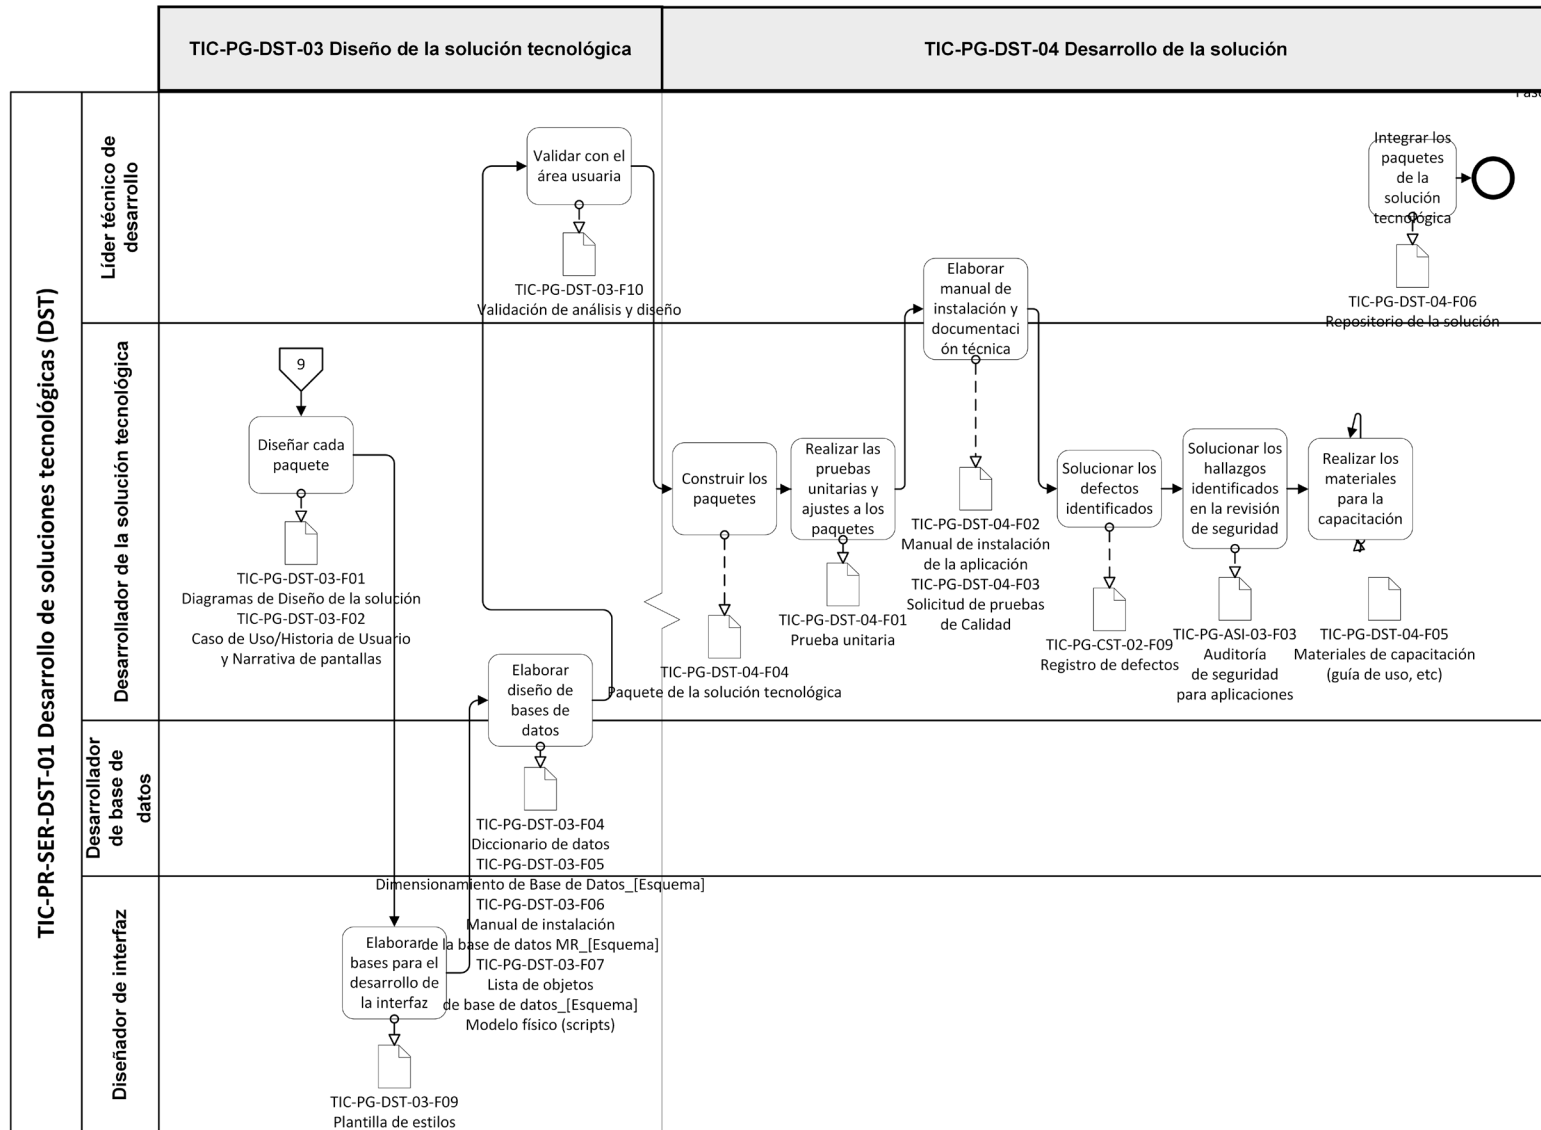 TIC-PG-DST-03 Diseño de la solución tecnológica
TIC-PG-DST-04 Desarrollo de la solución
TIC-PR-SER-DST-01 Desarrollo de soluciones tecnológicas (DST)
Líder técnico de
desarrollo
Validar con el
área usuaria
TIC-PG-DST-03-F10
Validación de análisis y diseño
Elaborar
manual de
instalación y
documentaci
ón técnica
Integrar los
paquetes
de la
solución
tecnológica
TIC-PG-DST-04-F06
Repositorio de la solución
Desarrollador de la solución tecnológica
9
Diseñar cada
paquete
TIC-PG-DST-03-F01
Diagramas de Diseño de la solución
TIC-PG-DST-03-F02
Caso de Uso/Historia de Usuario
y Narrativa de pantallas
Construir los
paquetes
TIC-PG-DST-04-F04
Paquete de la solución tecnológica
Realizar las
pruebas
unitarias y
ajustes a los
paquetes
TIC-PG-DST-04-F01
Prueba unitaria
TIC-PG-DST-04-F02
Manual de instalación
de la aplicación
TIC-PG-DST-04-F03
Solicitud de pruebas
de Calidad
Solucionar los
defectos
identificados
TIC-PG-CST-02-F09
Registro de defectos
Solucionar los
hallazgos
identificados
en la revisión
de seguridad
TIC-PG-ASI-03-F03
Auditoría
de seguridad
para aplicaciones
Realizar los
materiales
para la
capacitación
TIC-PG-DST-04-F05
Materiales de capacitación
(guía de uso, etc)
Desarrollador
de base de
datos
Elaborar
diseño de
bases de
datos
TIC-PG-DST-03-F04
Diccionario de datos
TIC-PG-DST-03-F05
Dimensionamiento de Base de Datos_[Esquema]
TIC-PG-DST-03-F06
Manual de instalación
de la base de datos MR_[Esquema]
TIC-PG-DST-03-F07
Lista de objetos
de base de datos_[Esquema]
Modelo físico (scripts)
Diseñador de interfaz
Elaborar
bases para el
desarrollo de
la interfaz
TIC-PG-DST-03-F09
Plantilla de estilos